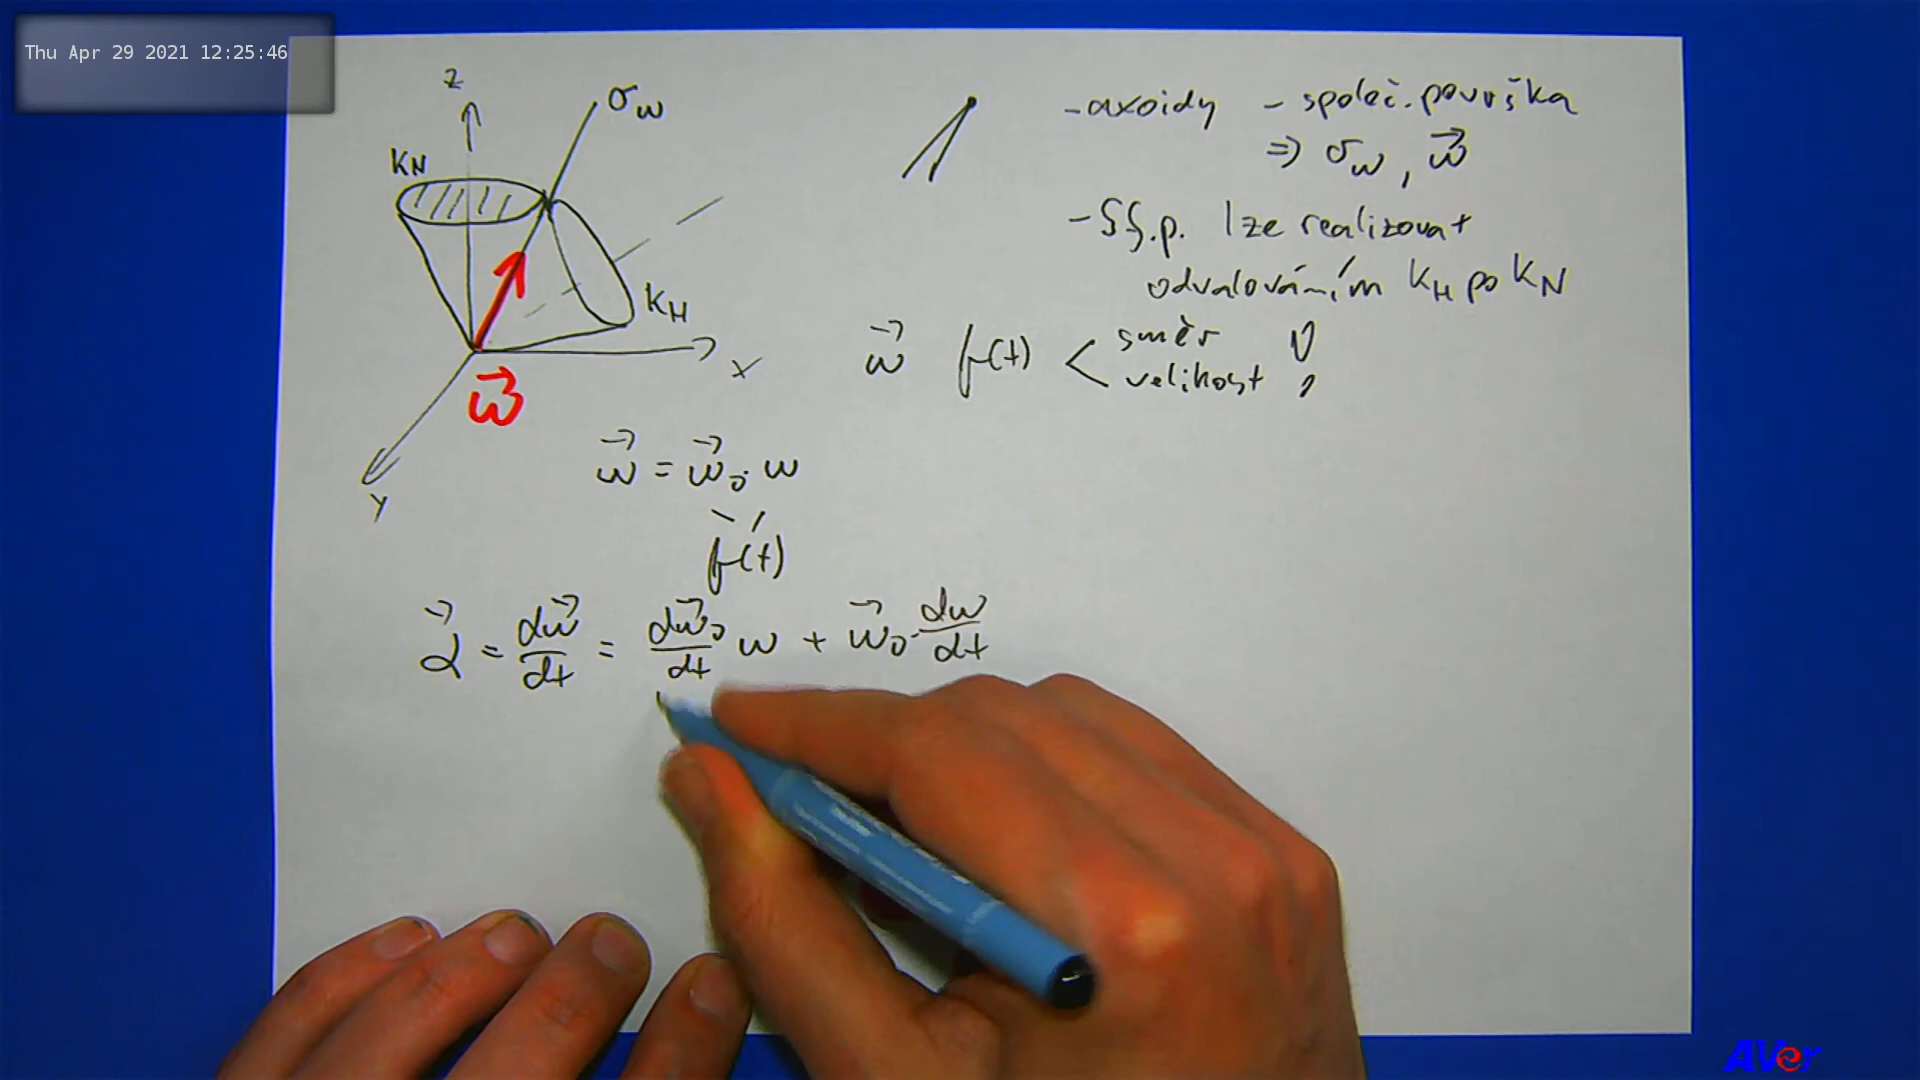 Thu Apr 29 2021 12:25:46
z
σω
KN
KH
x
y
ω⃗
- axoidy - společ. površka
⇒ σω, ω⃗
- Sf.p. lze realizovat
odvalováním KH po KN
ω⃗ f(t) < směr
velikost !
ω⃗ = ω⃗₀ · ω
f(t)
α⃗ = dω⃗/dt = dω⃗₀/dt ω + ω⃗₀ · dω/dt
AVer